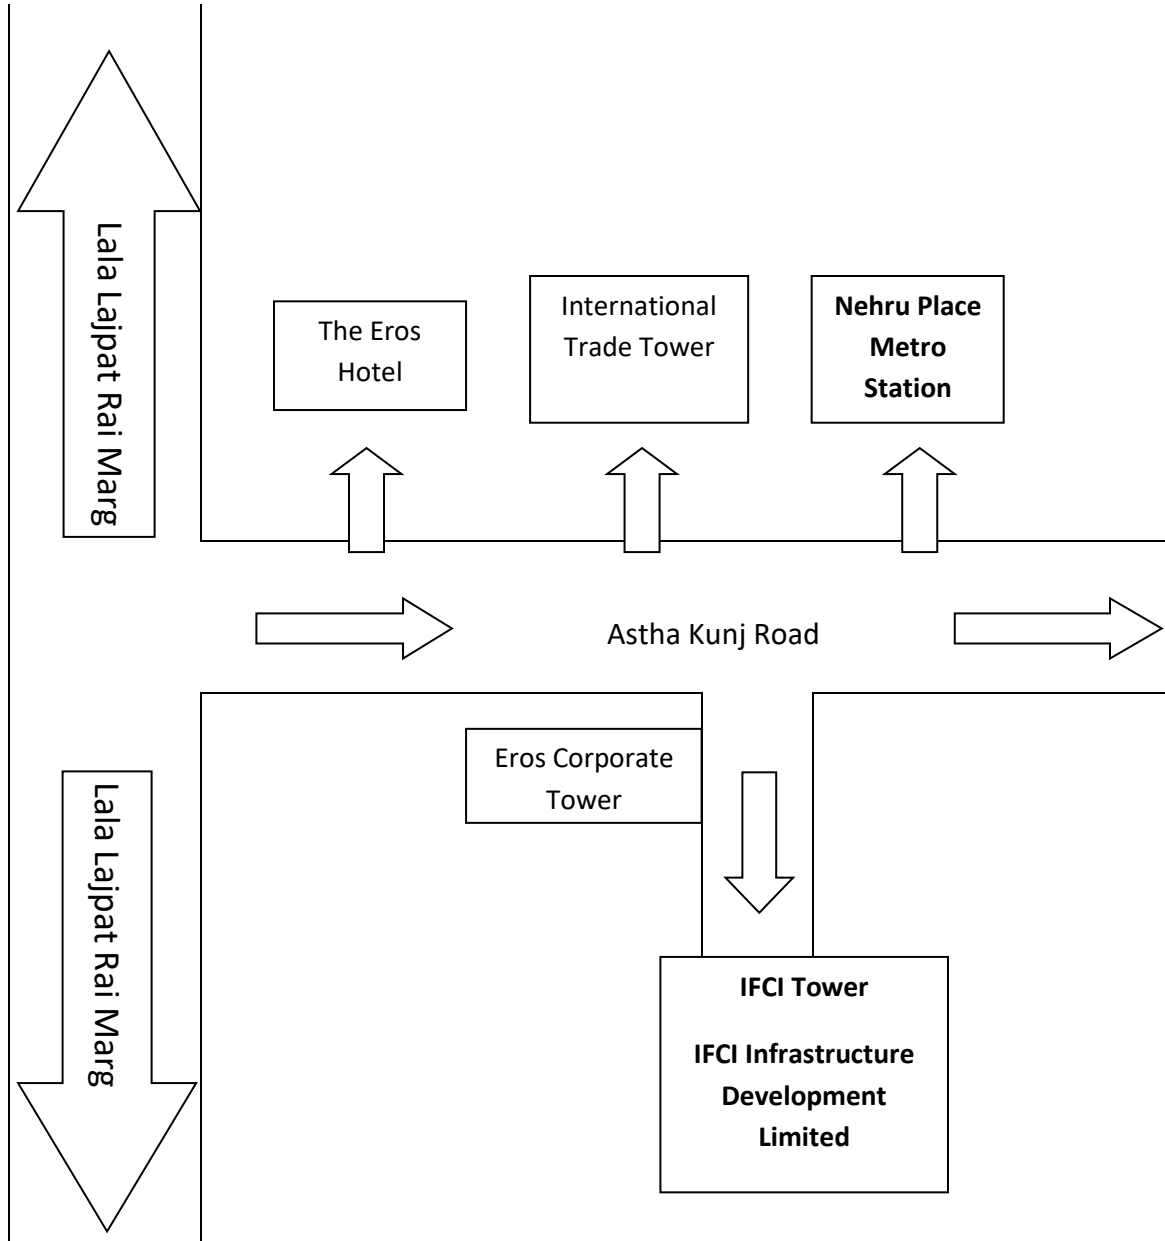 Lala Lajpat Rai Marg
The Eros
Hotel
International
Trade Tower
Nehru Place
Metro
Station
Astha Kunj Road
Eros Corporate
Tower
Lala Lajpat Rai Marg
IFCI Tower
IFCI Infrastructure
Development
Limited